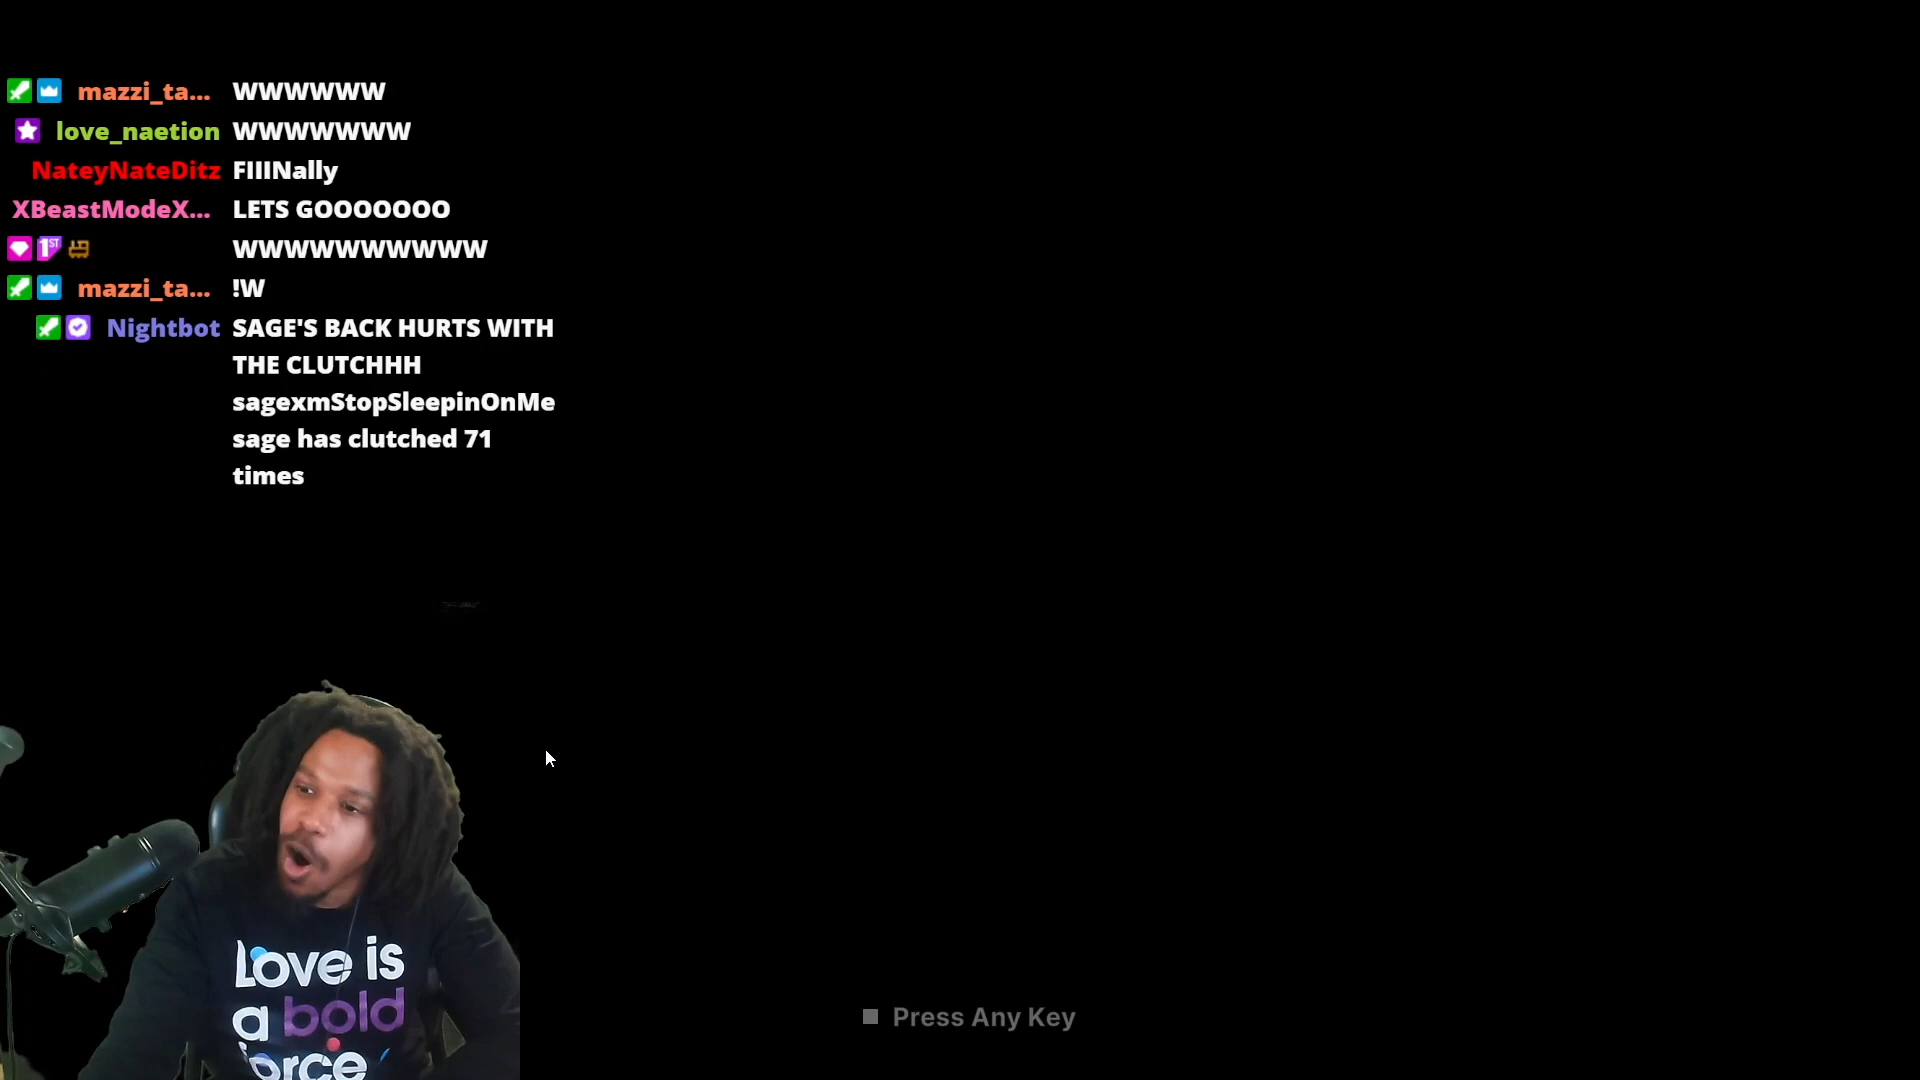 mazzi_ta... WWWWWW
love_naetion WWWWWWW
NateyNateDitz FIIINally
XBeastModeX... LETS GOOOOOOO
1ST WWWWWWWWWW
mazzi_ta... !W
Nightbot SAGE'S BACK HURTS WITH
THE CLUTCHHH
sagexmStopSleepinOnMe
sage has clutched 71
times
Love is
a bold
force
Press Any Key